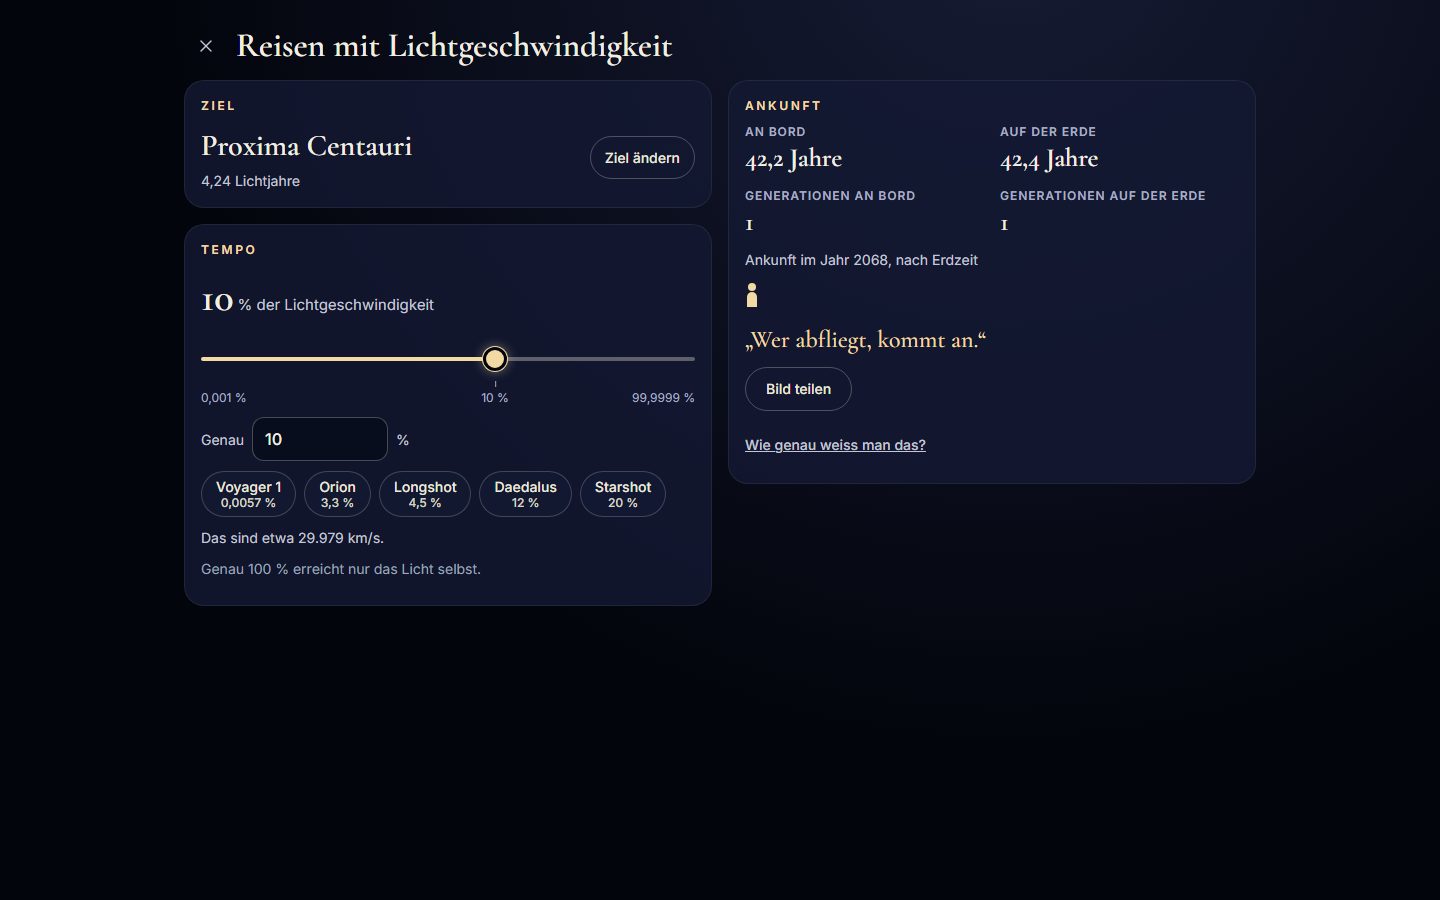 Reisen mit Lichtgeschwindigkeit
ZIEL
Proxima Centauri
4,24 Lichtjahre
Ziel ändern
TEMPO
10 % der Lichtgeschwindigkeit
0,001 %
10 %
99,9999 %
Genau 10 %
Voyager 1
0,0057 %
Orion
3,3 %
Longshot
4,5 %
Daedalus
12 %
Starshot
20 %
Das sind etwa 29.979 km/s.
Genau 100 % erreicht nur das Licht selbst.
ANKUNFT
AN BORD
42,2 Jahre
AUF DER ERDE
42,4 Jahre
GENERATIONEN AN BORD
1
GENERATIONEN AUF DER ERDE
1
Ankunft im Jahr 2068, nach Erdzeit
„Wer abfliegt, kommt an.“
Bild teilen
Wie genau weiss man das?